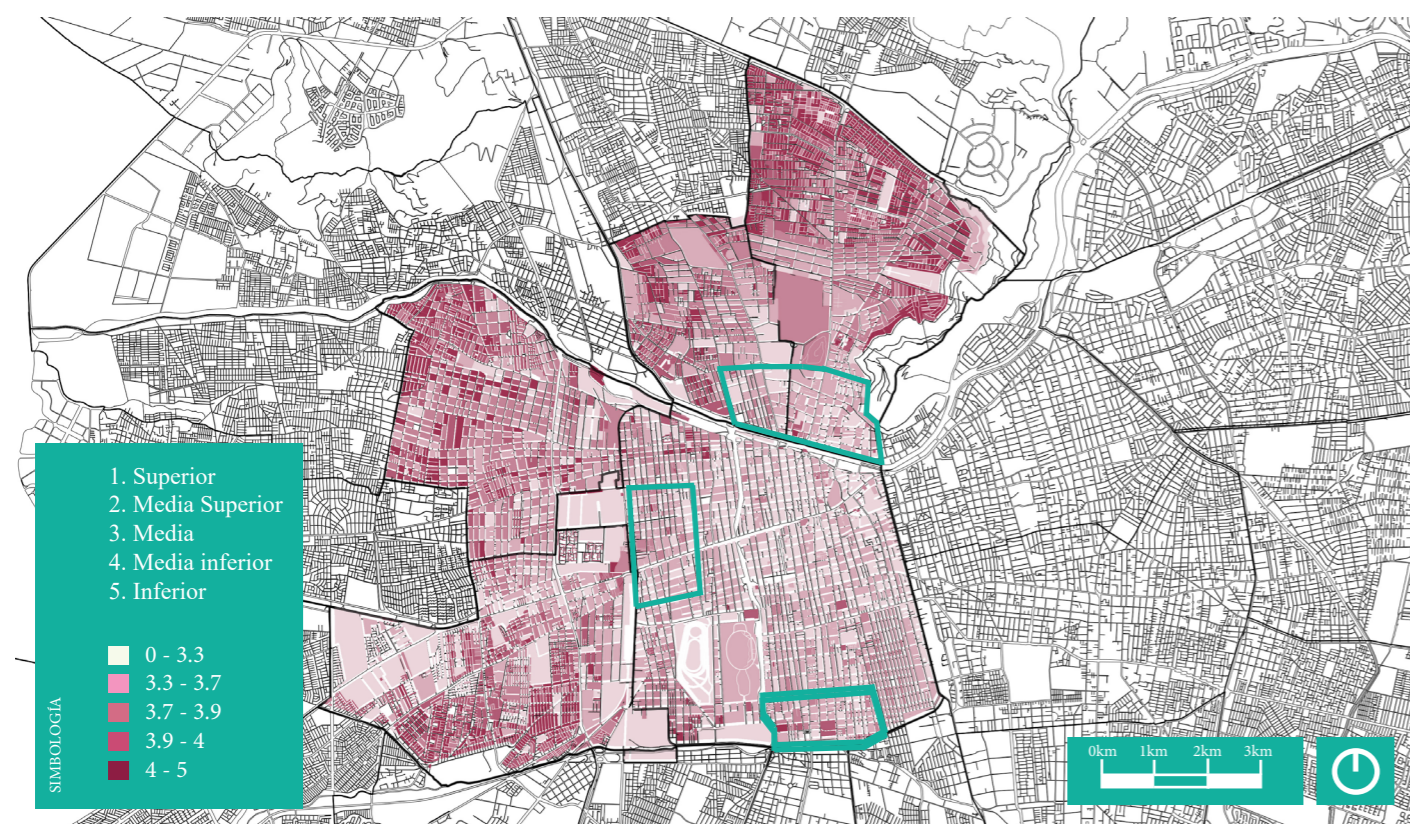 1. Superior
2. Media Superior
3. Media
4. Media inferior
5. Inferior
SIMBOLOGÍA
0 - 3.3
3.3 - 3.7
3.7 - 3.9
3.9 - 4
4 - 5
0km 1km 2km 3km